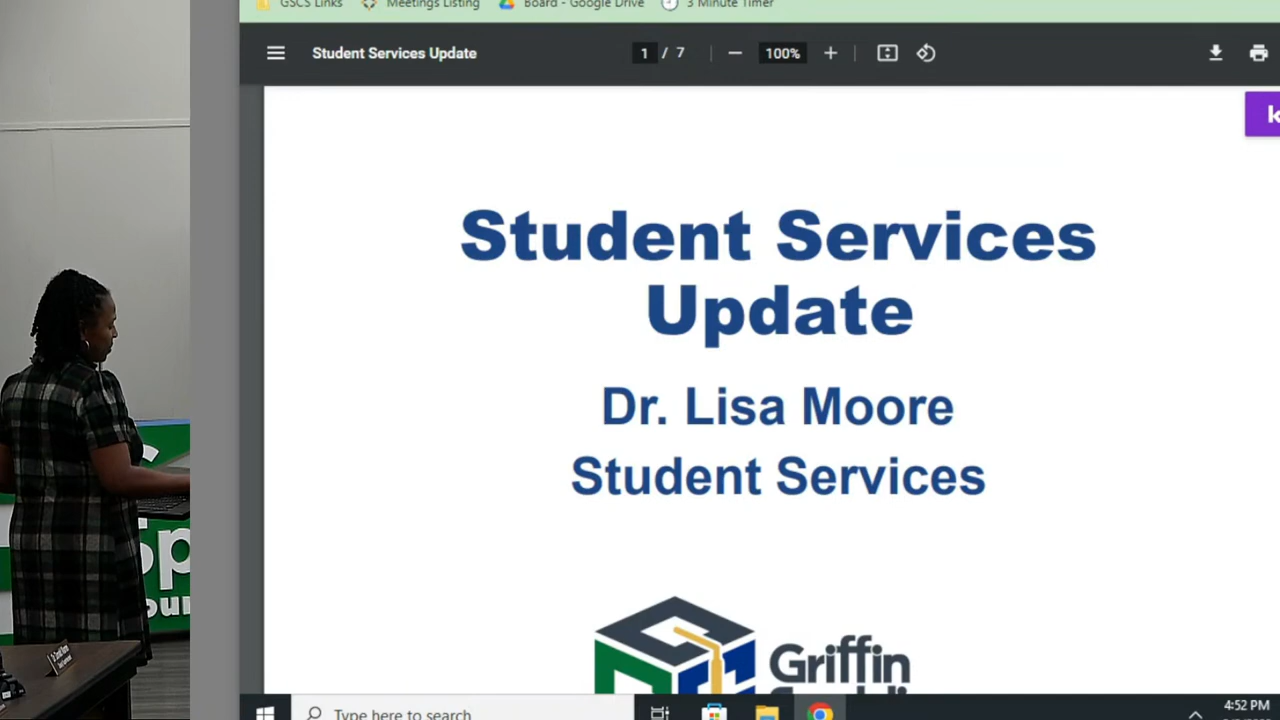 GSCS Links
Meetings Listing
Board - Google Drive
3 Minute Timer
Student Services Update
1 / 7
100%
Student Services
Update
Dr. Lisa Moore
Student Services
Griffin
Type here to search
4:52 PM
Sp